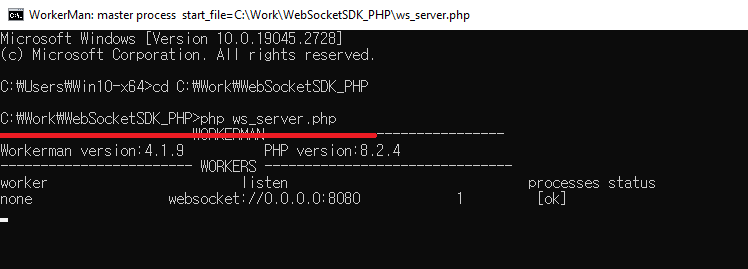 WorkerMan: master process  start_file=C:\Work\WebSocketSDK_PHP\ws_server.php
Microsoft Windows [Version 10.0.19045.2728]
(c) Microsoft Corporation. All rights reserved.
C:₩Users₩Win10-x64>cd C:₩Work₩WebSocketSDK_PHP
C:₩Work₩WebSocketSDK_PHP>php ws_server.php
----------------------- WORKERMAN -----------------------------
Workerman version:4.1.9          PHP version:8.2.4
------------------------ WORKERS -------------------------------
worker                        listen                              processes status
none                     websocket://0.0.0.0:8080            1         [ok]